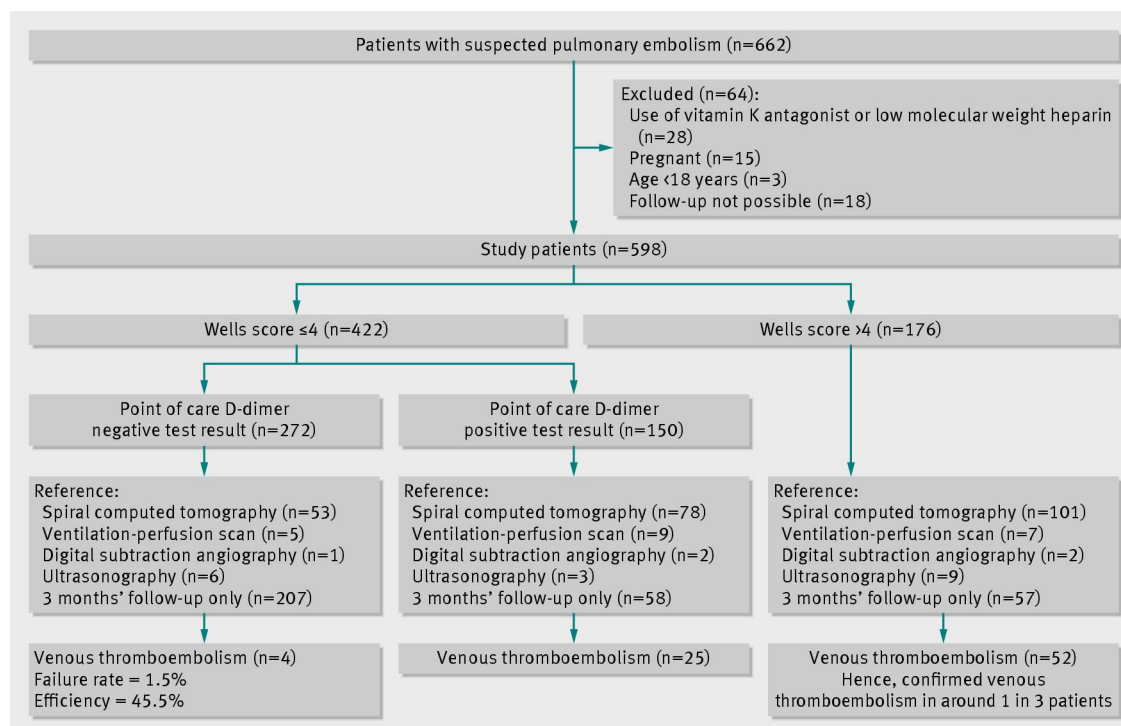 Patients with suspected pulmonary embolism (n=662)
Excluded (n=64):
Use of vitamin K antagonist or low molecular weight heparin
(n=28)
Pregnant (n=15)
Age <18 years (n=3)
Follow-up not possible (n=18)
Study patients (n=598)
Wells score ≤4 (n=422)
Wells score >4 (n=176)
Point of care D-dimer
negative test result (n=272)
Point of care D-dimer
positive test result (n=150)
Reference:
Spiral computed tomography (n=53)
Ventilation-perfusion scan (n=5)
Digital subtraction angiography (n=1)
Ultrasonography (n=6)
3 months' follow-up only (n=207)
Reference:
Spiral computed tomography (n=78)
Ventilation-perfusion scan (n=9)
Digital subtraction angiography (n=2)
Ultrasonography (n=3)
3 months' follow-up only (n=58)
Reference:
Spiral computed tomography (n=101)
Ventilation-perfusion scan (n=7)
Digital subtraction angiography (n=2)
Ultrasonography (n=9)
3 months' follow-up only (n=57)
Venous thromboembolism (n=4)
Failure rate = 1.5%
Efficiency = 45.5%
Venous thromboembolism (n=25)
Venous thromboembolism (n=52)
Hence, confirmed venous
thromboembolism in around 1 in 3 patients